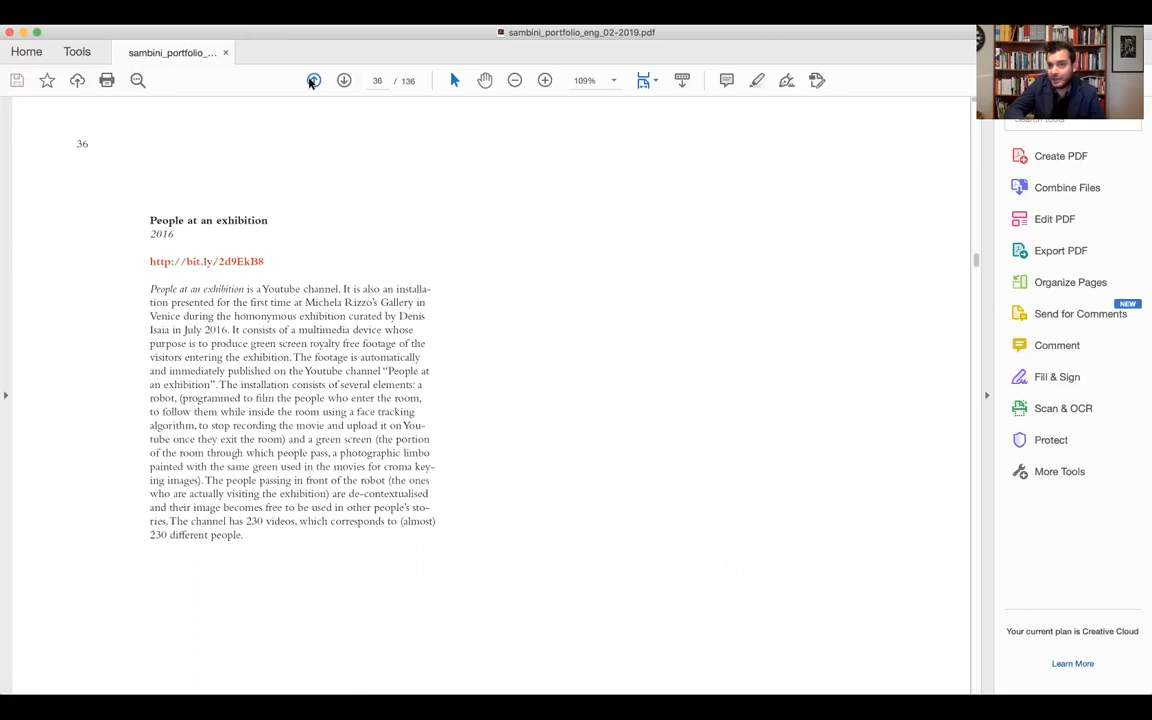 sambini_portfolio_eng_02-2019.pdf
Home
Tools
sambini_portfolio_... ×
36 / 136
109%
36
People at an exhibition
2016
http://bit.ly/2d9EkB8
People at an exhibition is a Youtube channel. It is also an installa-
tion presented for the first time at Michela Rizzo's Gallery in
Venice during the homonymous exhibition curated by Denis
Isaia in July 2016. It consists of a multimedia device whose
purpose is to produce green screen royalty free footage of the
visitors entering the exhibition. The footage is automatically
and immediately published on the Youtube channel “People at
an exhibition”. The installation consists of several elements: a
robot, (programmed to film the people who enter the room,
to follow them while inside the room using a face tracking
algorithm, to stop recording the movie and upload it on You-
tube once they exit the room) and a green screen (the portion
of the room through which people pass, a photographic limbo
painted with the same green used in the movies for croma key-
ing images). The people passing in front of the robot (the ones
who are actually visiting the exhibition) are de-contextualised
and their image becomes free to be used in other people's sto-
ries. The channel has 230 videos, which corresponds to (almost)
230 different people.
Search tools
Create PDF
Combine Files
Edit PDF
Export PDF
Organize Pages
NEW
Send for Comments
Comment
Fill & Sign
Scan & OCR
Protect
More Tools
Your current plan is Creative Cloud
Learn More